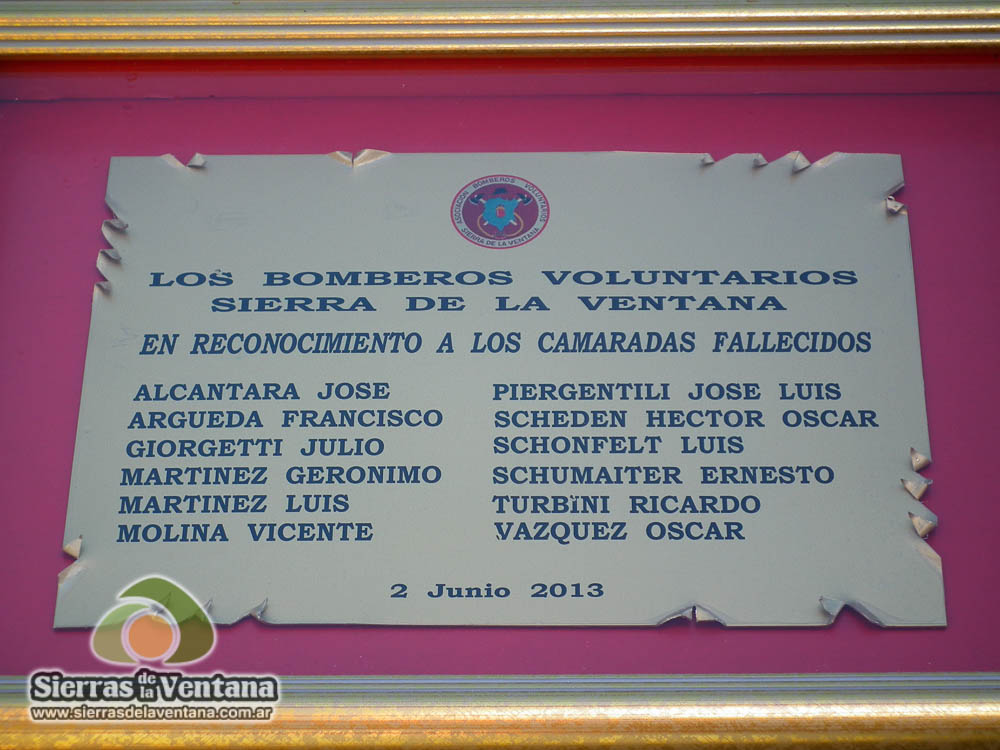 ASOCIACIÓN BOMBEROS VOLUNTARIOS
SIERRA DE LA VENTANA
LOS BOMBEROS VOLUNTARIOS
SIERRA DE LA VENTANA
EN RECONOCIMIENTO A LOS CAMARADAS FALLECIDOS
ALCANTARA JOSE
ARGUEDA FRANCISCO
GIORGETTI JULIO
MARTINEZ GERONIMO
MARTINEZ LUIS
MOLINA VICENTE
PIERGENTILI JOSE LUIS
SCHEDEN HECTOR OSCAR
SCHONFELT LUIS
SCHUMAITER ERNESTO
TURBINI RICARDO
VAZQUEZ OSCAR
2 Junio 2013
Sierras de la Ventana
www.sierrasdelaventana.com.ar